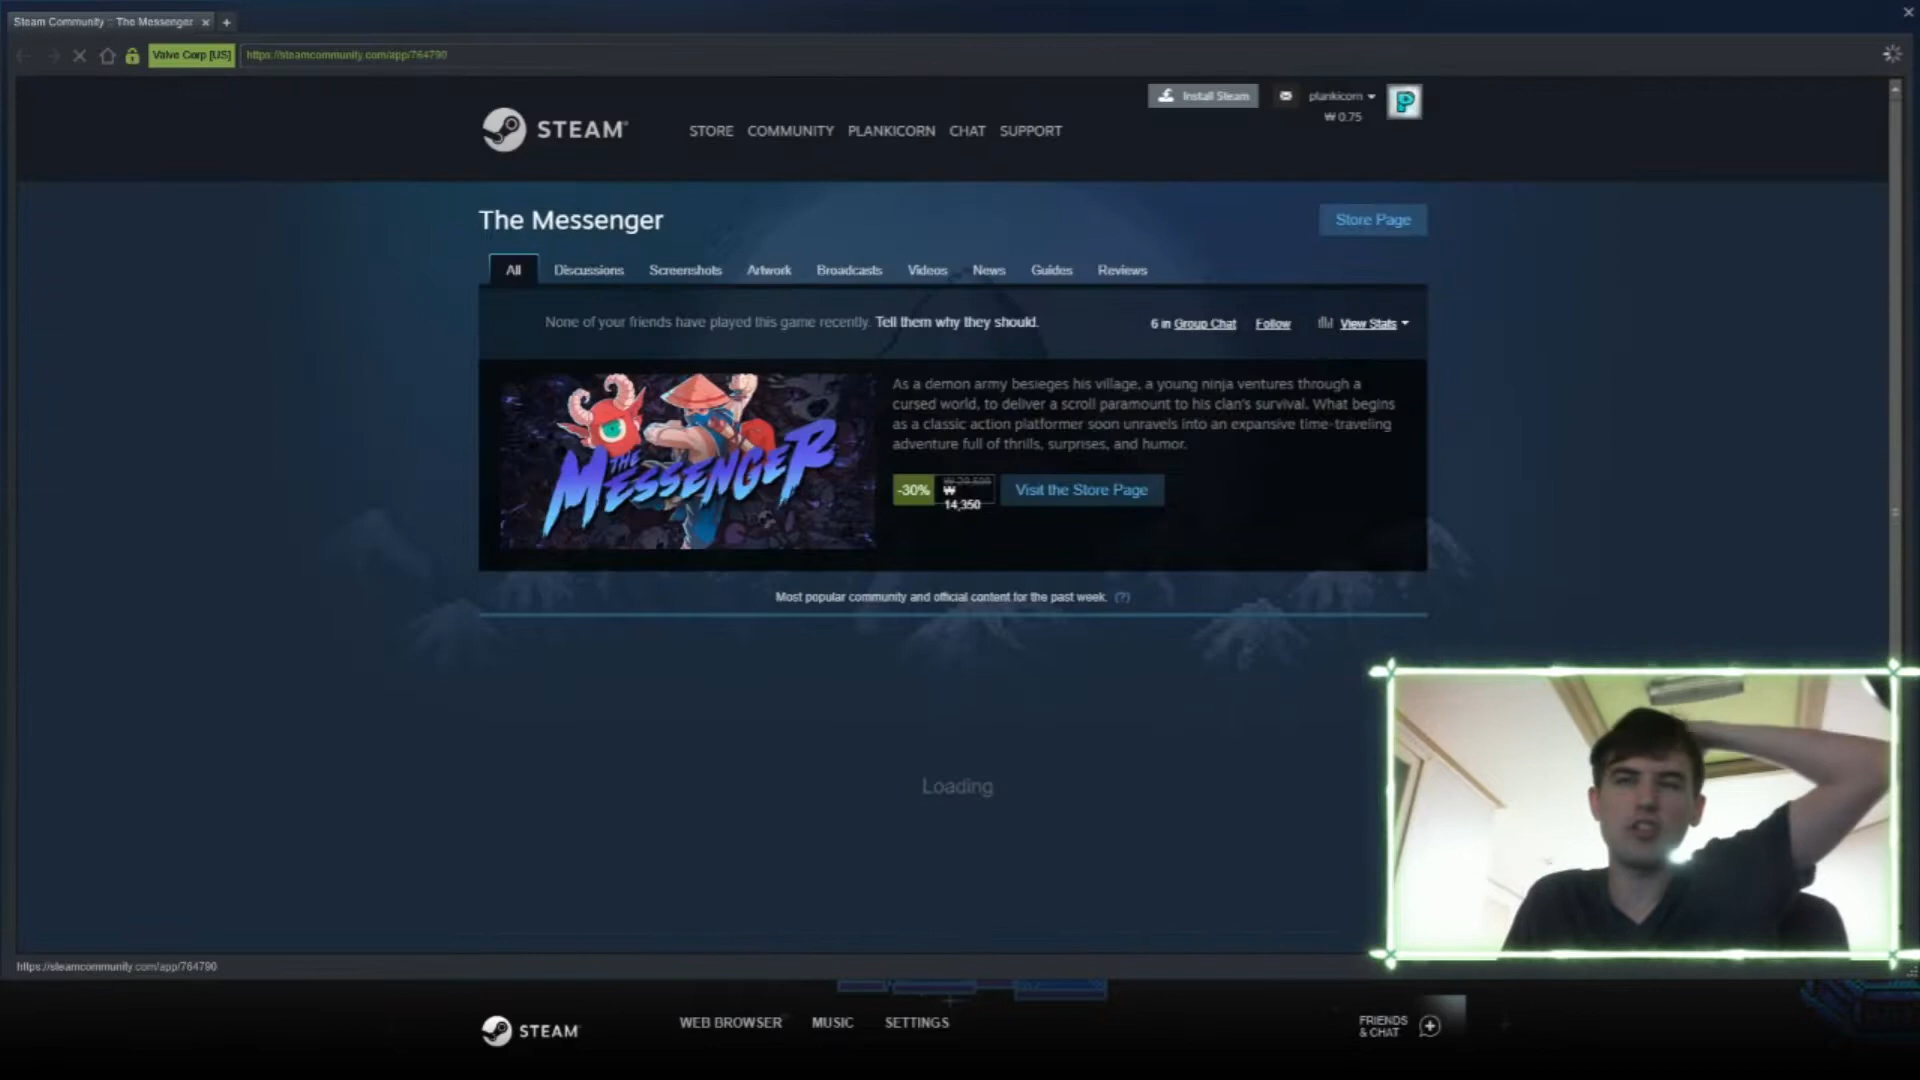 Steam Community :: The Messenger
Valve Corp [US]
https://steamcommunity.com/app/764790
Install Steam
plankicorn
₩ 0.75
STEAM
STORE COMMUNITY PLANKICORN CHAT SUPPORT
The Messenger
Store Page
All Discussions Screenshots Artwork Broadcasts Videos News Guides Reviews
None of your friends have played this game recently. Tell them why they should.
6 in Group Chat Follow View Stats
As a demon army besieges his village, a young ninja ventures through a
cursed world, to deliver a scroll paramount to his clan's survival. What begins
as a classic action platformer soon unravels into an expansive time-traveling
adventure full of thrills, surprises, and humor.
THE
MESSENGER
-30%
₩
14,350
Visit the Store Page
Most popular community and official content for the past week. (?)
Loading
https://steamcommunity.com/app/764790
STEAM
WEB BROWSER MUSIC SETTINGS
FRIENDS
& CHAT